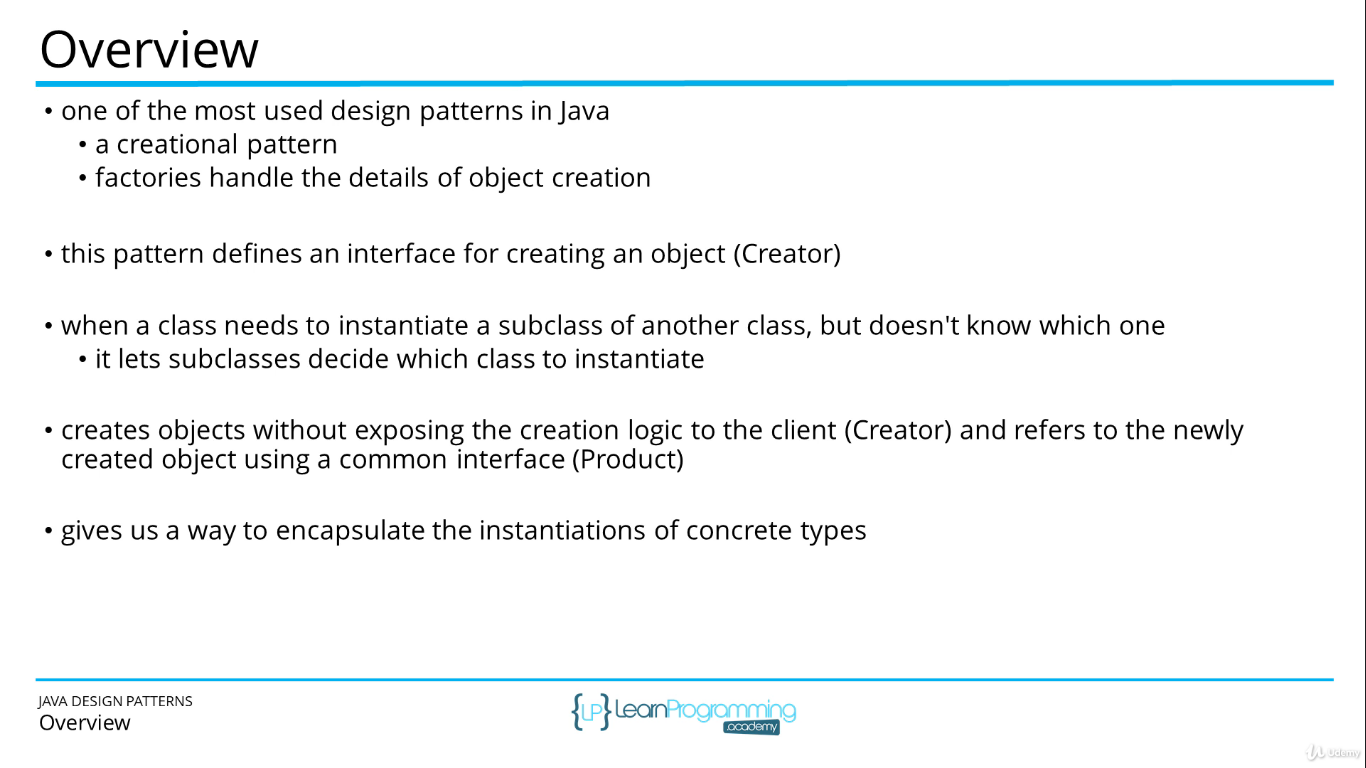 Overview
• one of the most used design patterns in Java
• a creational pattern
• factories handle the details of object creation
• this pattern defines an interface for creating an object (Creator)
• when a class needs to instantiate a subclass of another class, but doesn't know which one
• it lets subclasses decide which class to instantiate
• creates objects without exposing the creation logic to the client (Creator) and refers to the newly
created object using a common interface (Product)
• gives us a way to encapsulate the instantiations of concrete types
JAVA DESIGN PATTERNS
Overview
{LP} LearnProgramming
.academy
Udemy